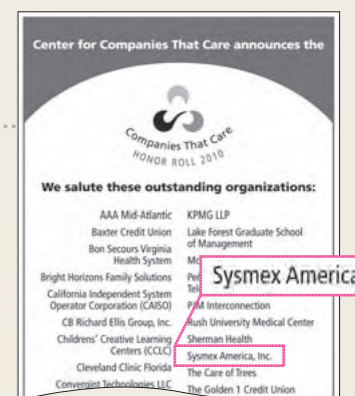 Center for Companies That Care announces the
Companies That Care
HONOR ROLL 2010
We salute these outstanding organizations:
AAA Mid-Atlantic
Baxter Credit Union
Bon Secours Virginia
Health System
Bright Horizons Family Solutions
California Independent System
Operator Corporation (CAISO)
CB Richard Ellis Group, Inc.
Childrens' Creative Learning
Centers (CCLC)
Cleveland Clinic Florida
Convergint Technologies LLC
KPMG LLP
Lake Forest Graduate School
of Management
Sysmex America
PJM Interconnection
Rush University Medical Center
Sherman Health
Sysmex America, Inc.
The Care of Trees
The Golden 1 Credit Union